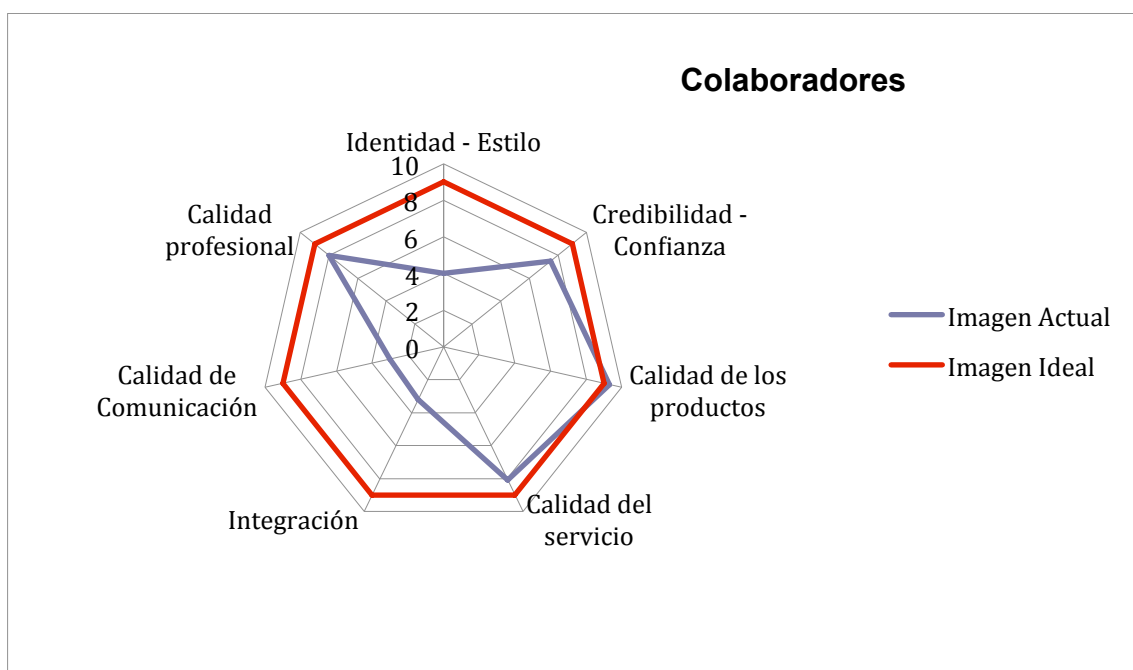 Colaboradores
Identidad - Estilo
10
8
6
4
2
0
Credibilidad -
Confianza
Calidad de los
productos
Calidad del
servicio
Integración
Calidad de
Comunicación
Calidad
profesional
Imagen Actual
Imagen Ideal